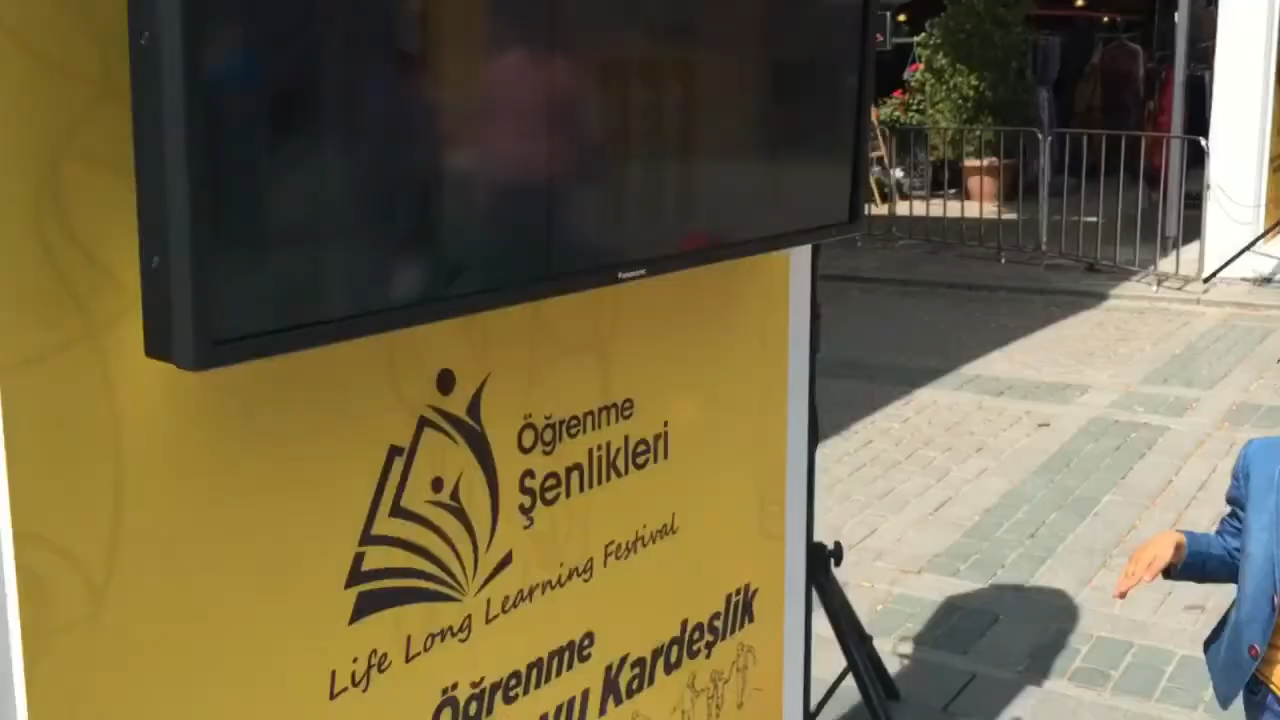 Panasonic
Öğrenme
Şenlikleri
Life Long Learning Festival
Öğrenme
Kardeşlik